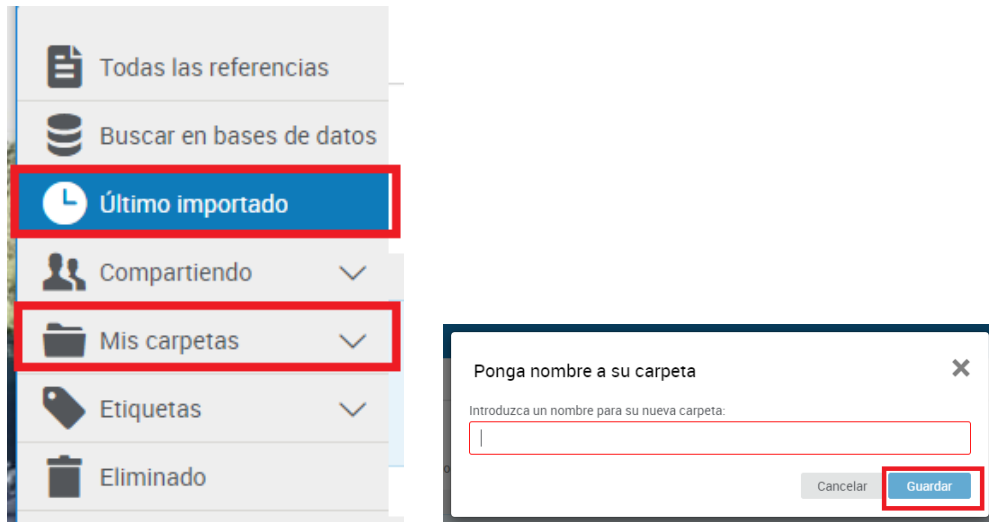 Todas las referencias
Buscar en bases de datos
Último importado
Compartiendo
Mis carpetas
Etiquetas
Eliminado
Ponga nombre a su carpeta
Introduzca un nombre para su nueva carpeta:
Cancelar Guardar